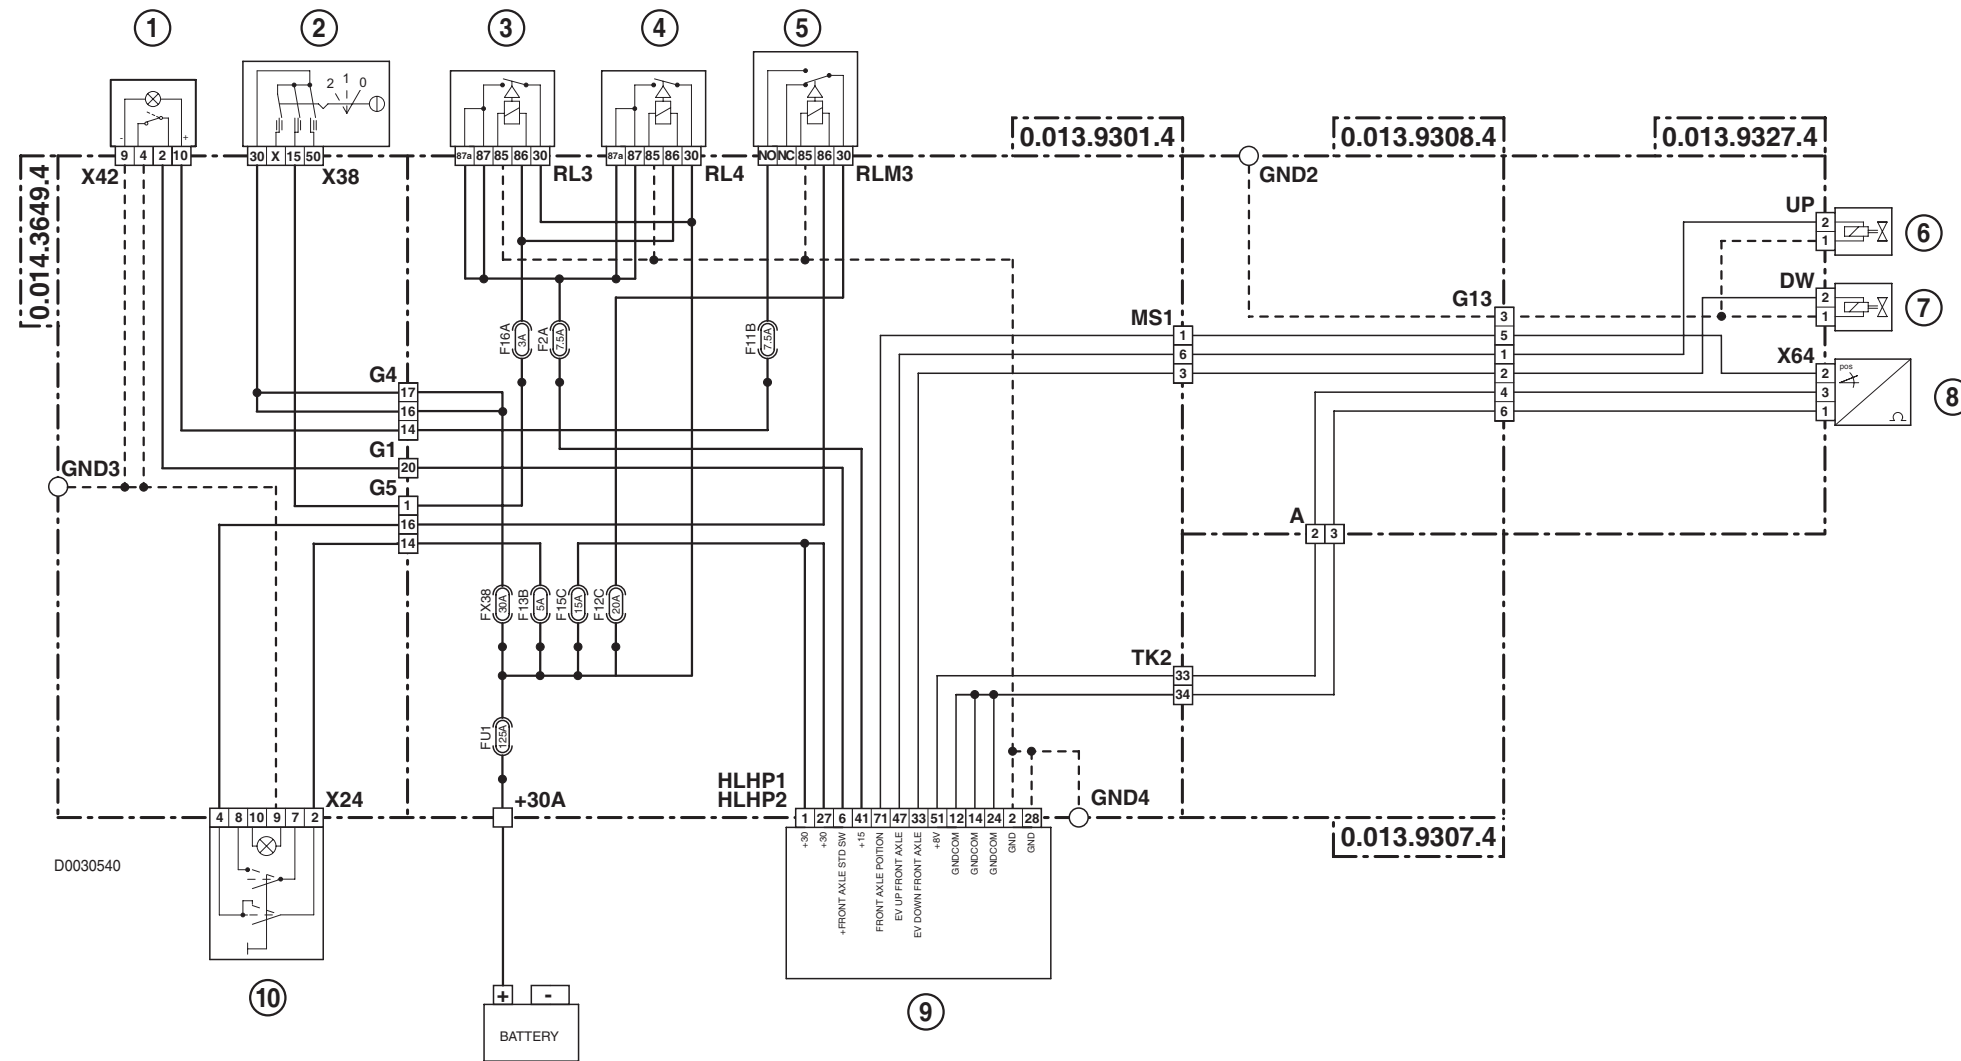 1 2 3 4 5
2 1 0
- +
9 4 2 10
X42
30 X 15 50
X38
87a 87 85 86 30
RL3
87a 87 85 86 30
RL4
NO NC 85 86 30
RLM3
0.013.9301.4
0.013.9308.4
0.013.9327.4
0.014.3649.4
GND2
UP
2
1
6
DW
2
1
7
X64
2
3
1
pos
Ω
8
G13
3
5
1
2
4
6
MS1
1
6
3
F16A 3A
F2A 7.5A
F11B 7.5A
G4
17
16
14
G1
20
G5
1
16
14
GND3
A
2 3
FX38 30A
F13B 5A
F15C 15A
F12C 20A
TK2
33
34
FU1 125A
X24
4 8 10 9 7 2
+30A
HLHP1
HLHP2
1 27 6 41 71 47 33 51 12 14 24 2 28
+30
+30
+FRONT AXLE STD SW
+15
FRONT AXLE POITION
EV UP FRONT AXLE
EV DOWN FRONT AXLE
+8V
GNDCOM
GNDCOM
GNDCOM
GND
GND
GND4
0.013.9307.4
D0030540
10
+ -
BATTERY
9